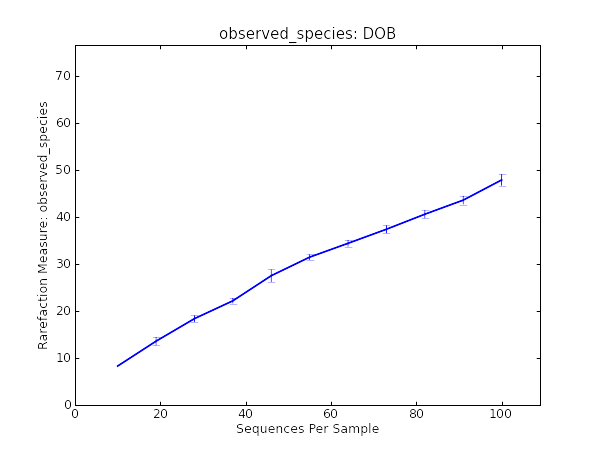 observed_species: DOB
Rarefaction Measure: observed_species
70
60
50
40
30
20
10
0
0 20 40 60 80 100
Sequences Per Sample